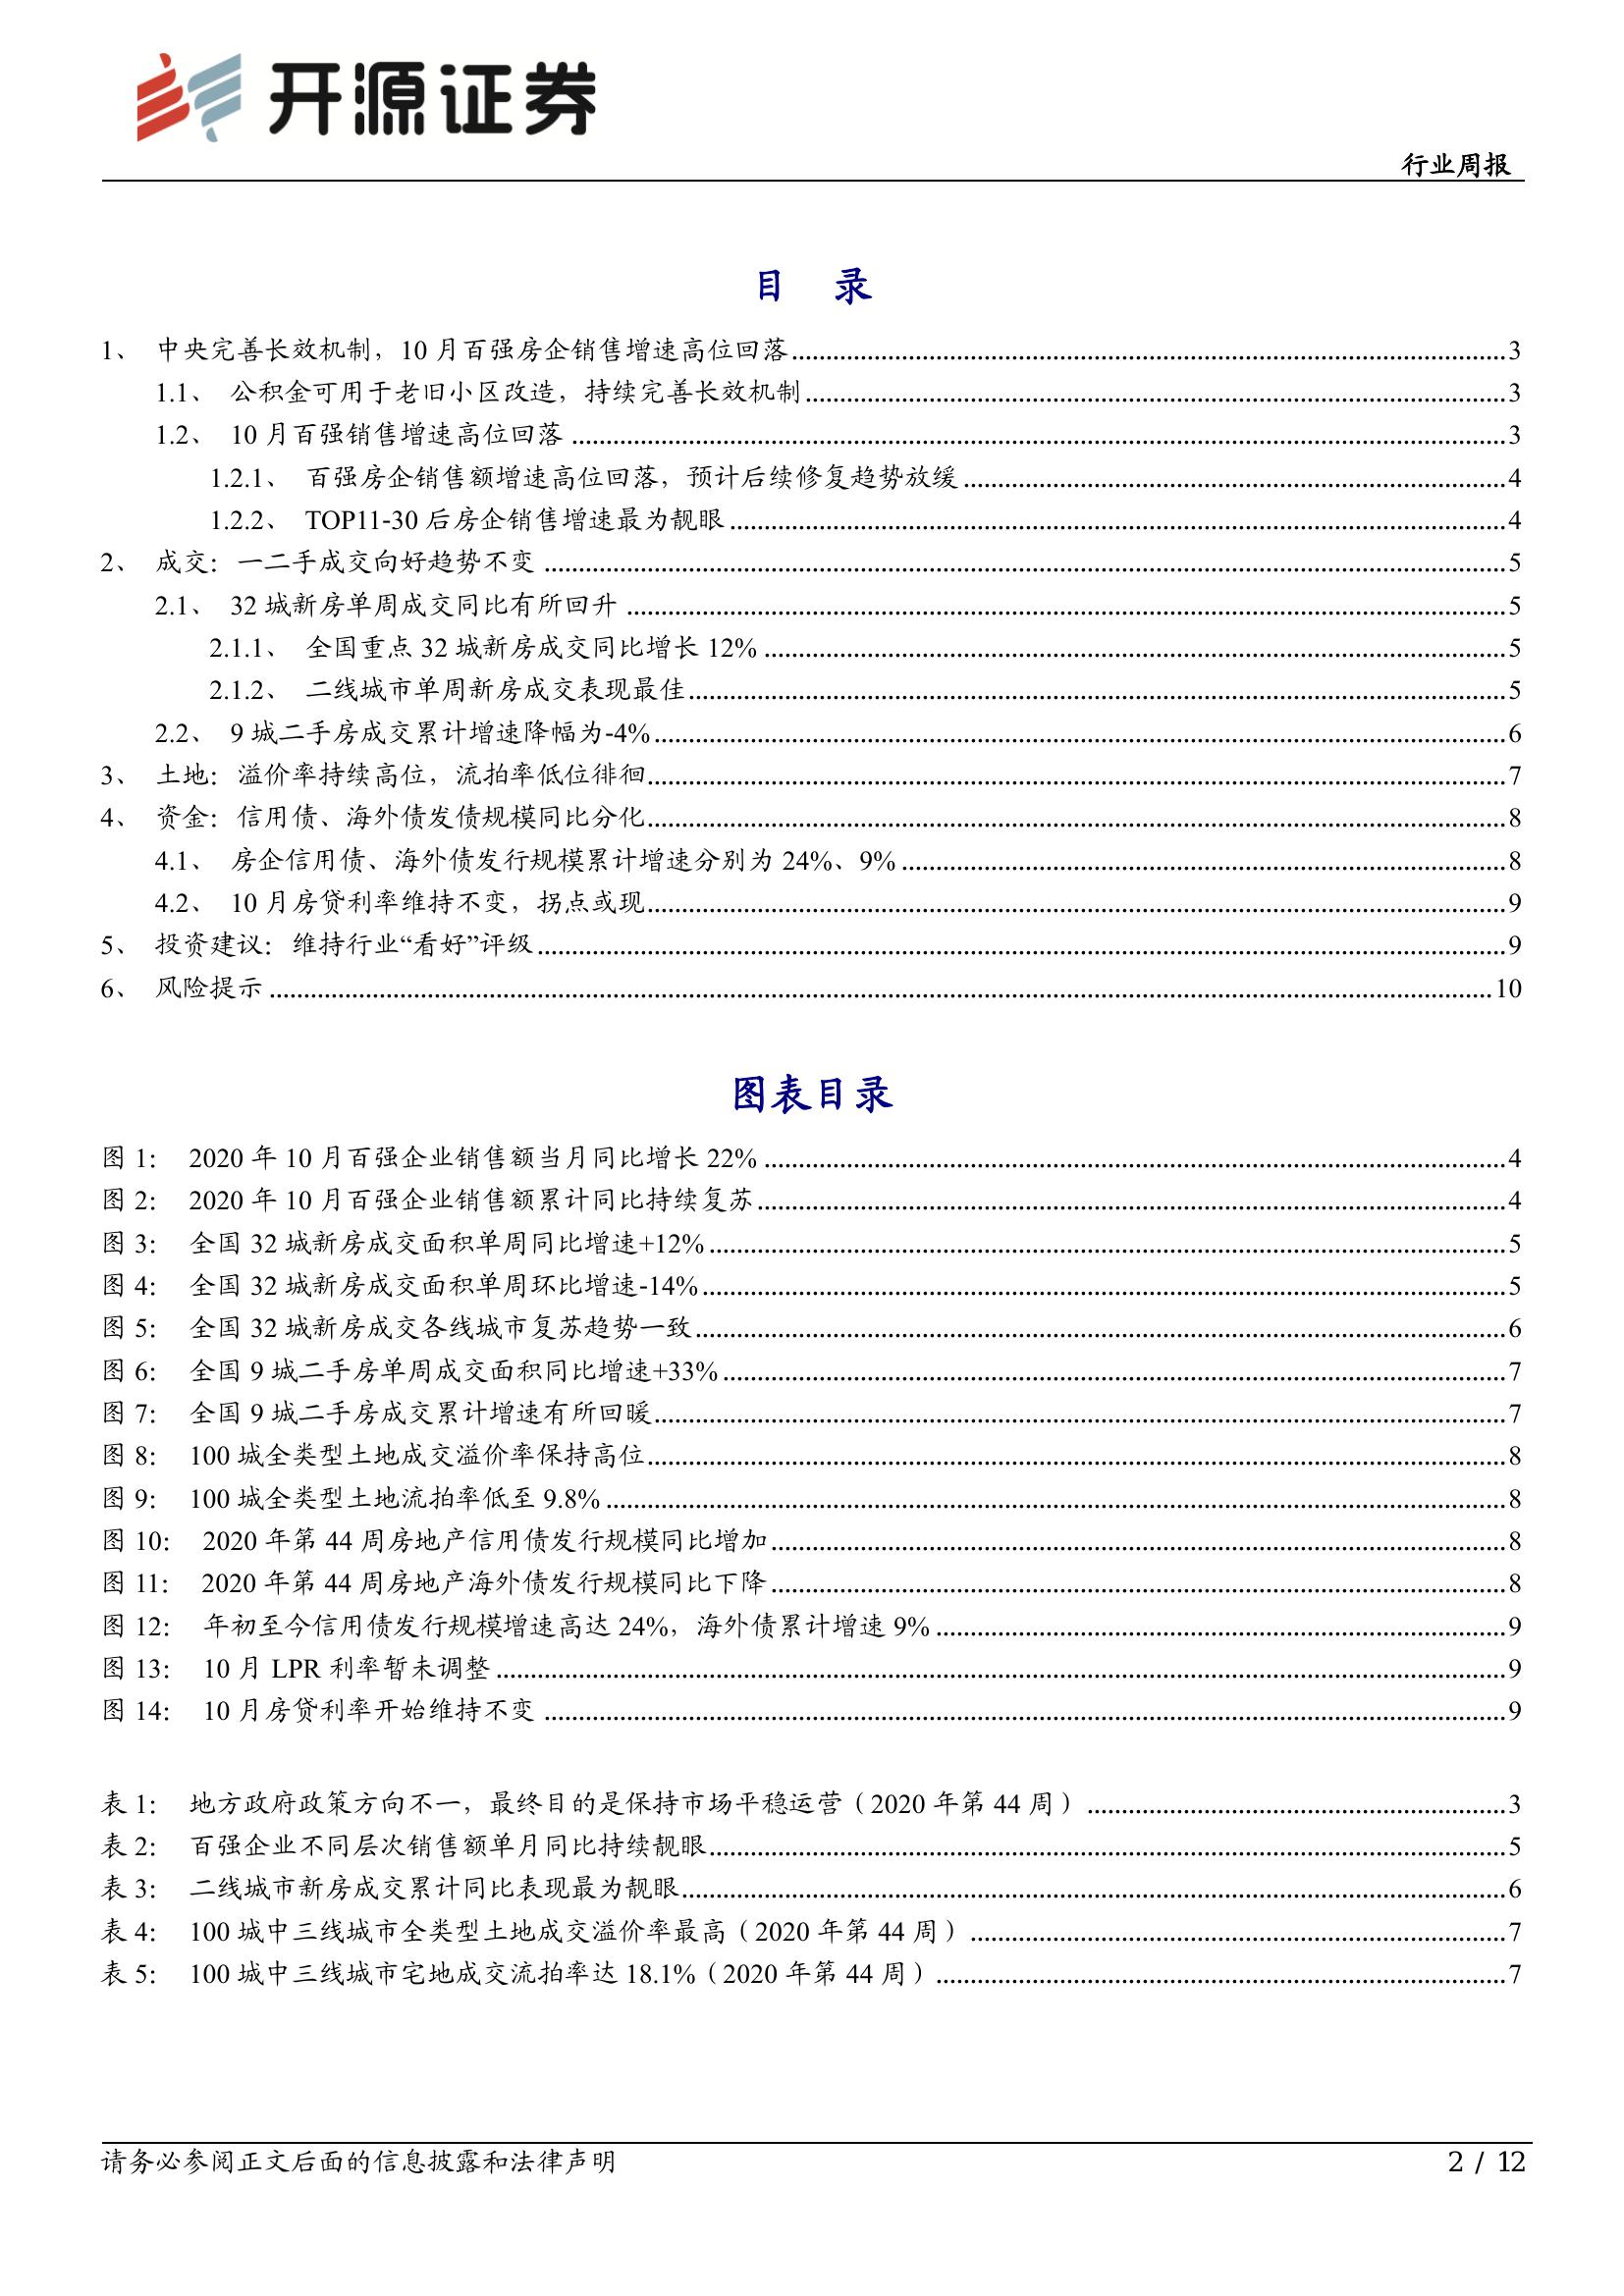 开源证券
行业周报
目 录
1、 中央完善长效机制，10 月百强房企销售增速高位回落 3
1.1、 公积金可用于老旧小区改造，持续完善长效机制 3
1.2、 10 月百强销售增速高位回落 3
1.2.1、 百强房企销售额增速高位回落，预计后续修复趋势放缓 4
1.2.2、 TOP11-30 后房企销售增速最为靓眼 4
2、 成交：一二手成交向好趋势不变 5
2.1、 32 城新房单周成交同比有所回升 5
2.1.1、 全国重点 32 城新房成交同比增长 12% 5
2.1.2、 二线城市单周新房成交表现最佳 5
2.2、 9 城二手房成交累计增速降幅为-4% 6
3、 土地：溢价率持续高位，流拍率低位徘徊 7
4、 资金：信用债、海外债发债规模同比分化 8
4.1、 房企信用债、海外债发行规模累计增速分别为 24%、9% 8
4.2、 10 月房贷利率维持不变，拐点或现 9
5、 投资建议：维持行业“看好”评级 9
6、 风险提示 10
图表目录
图 1： 2020 年 10 月百强企业销售额当月同比增长 22% 4
图 2： 2020 年 10 月百强企业销售额累计同比持续复苏 4
图 3： 全国 32 城新房成交面积单周同比增速+12% 5
图 4： 全国 32 城新房成交面积单周环比增速-14% 5
图 5： 全国 32 城新房成交各线城市复苏趋势一致 6
图 6： 全国 9 城二手房单周成交面积同比增速+33% 7
图 7： 全国 9 城二手房成交累计增速有所回暖 7
图 8： 100 城全类型土地成交溢价率保持高位 8
图 9： 100 城全类型土地流拍率低至 9.8% 8
图 10： 2020 年第 44 周房地产信用债发行规模同比增加 8
图 11： 2020 年第 44 周房地产海外债发行规模同比下降 8
图 12： 年初至今信用债发行规模增速高达 24%，海外债累计增速 9% 9
图 13： 10 月 LPR 利率暂未调整 9
图 14： 10 月房贷利率开始维持不变 9
表 1： 地方政府政策方向不一，最终目的是保持市场平稳运营（2020 年第 44 周） 3
表 2： 百强企业不同层次销售额单月同比持续靓眼 5
表 3： 二线城市新房成交累计同比表现最为靓眼 6
表 4： 100 城中三线城市全类型土地成交溢价率最高（2020 年第 44 周） 7
表 5： 100 城中三线城市宅地成交流拍率达 18.1%（2020 年第 44 周） 7
请务必参阅正文后面的信息披露和法律声明
2 / 12